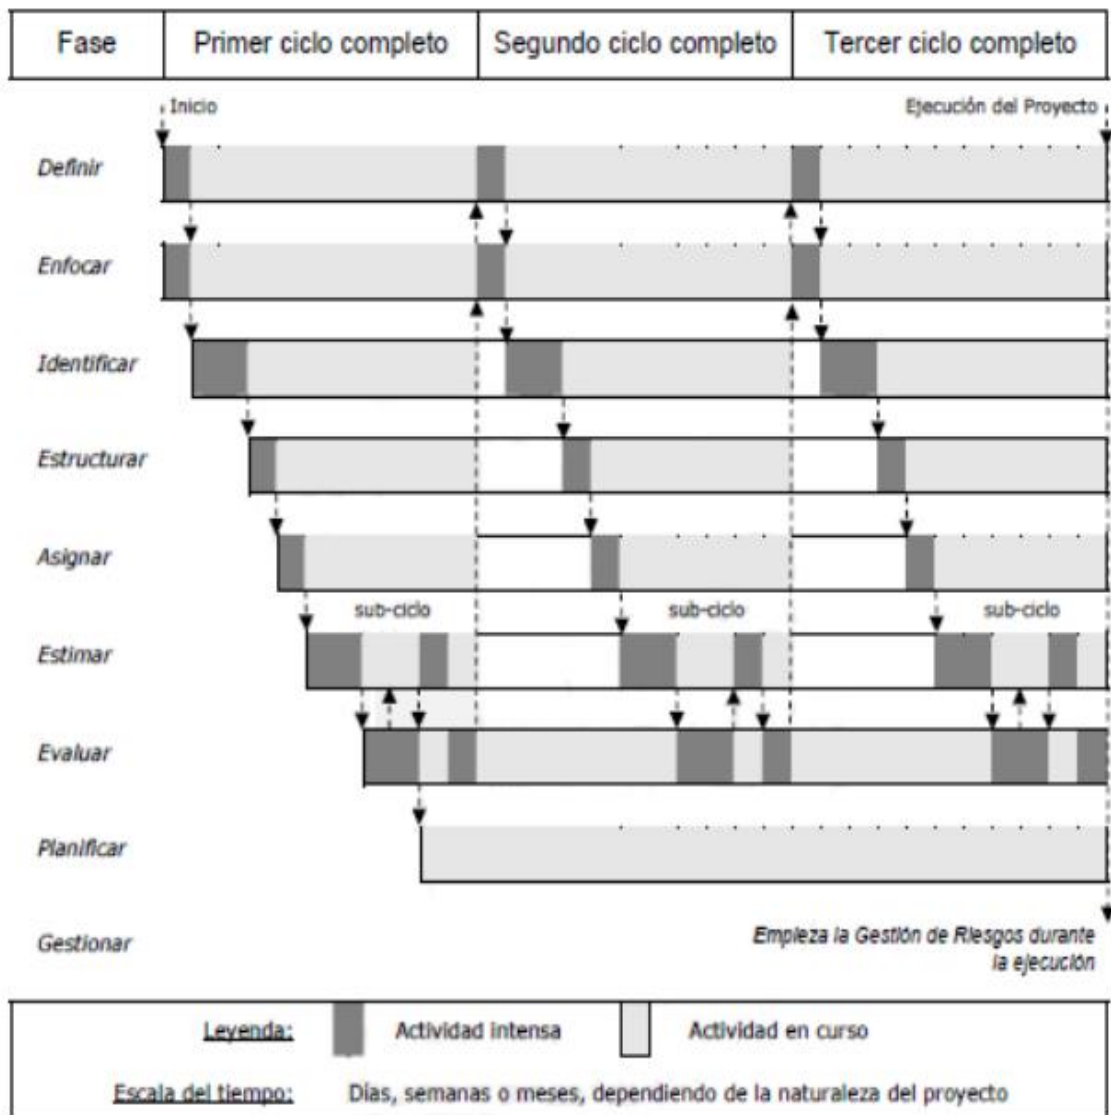 Fase Primer ciclo completo Segundo ciclo completo Tercer ciclo completo
Inicio Ejecución del Proyecto
Definir
Enfocar
Identificar
Estructurar
Asignar
sub-ciclo sub-ciclo sub-ciclo
Estimar
Evaluar
Planificar
Gestionar
Empieza la Gestión de Riesgos durante
la ejecución
Leyenda: Actividad intensa Actividad en curso
Escala del tiempo: Días, semanas o meses, dependiendo de la naturaleza del proyecto